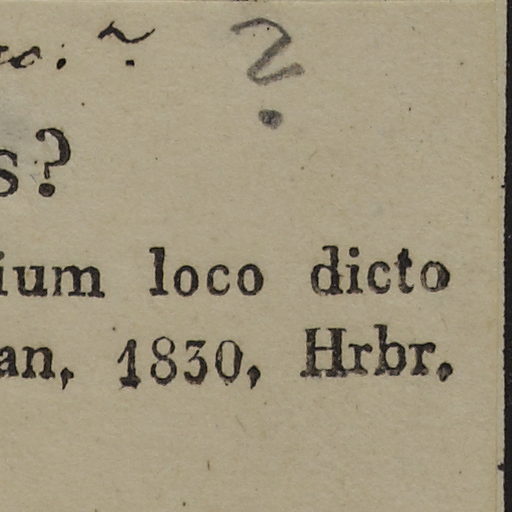 ?
s?
ium loco dicto
an, 1830, Hrbr.